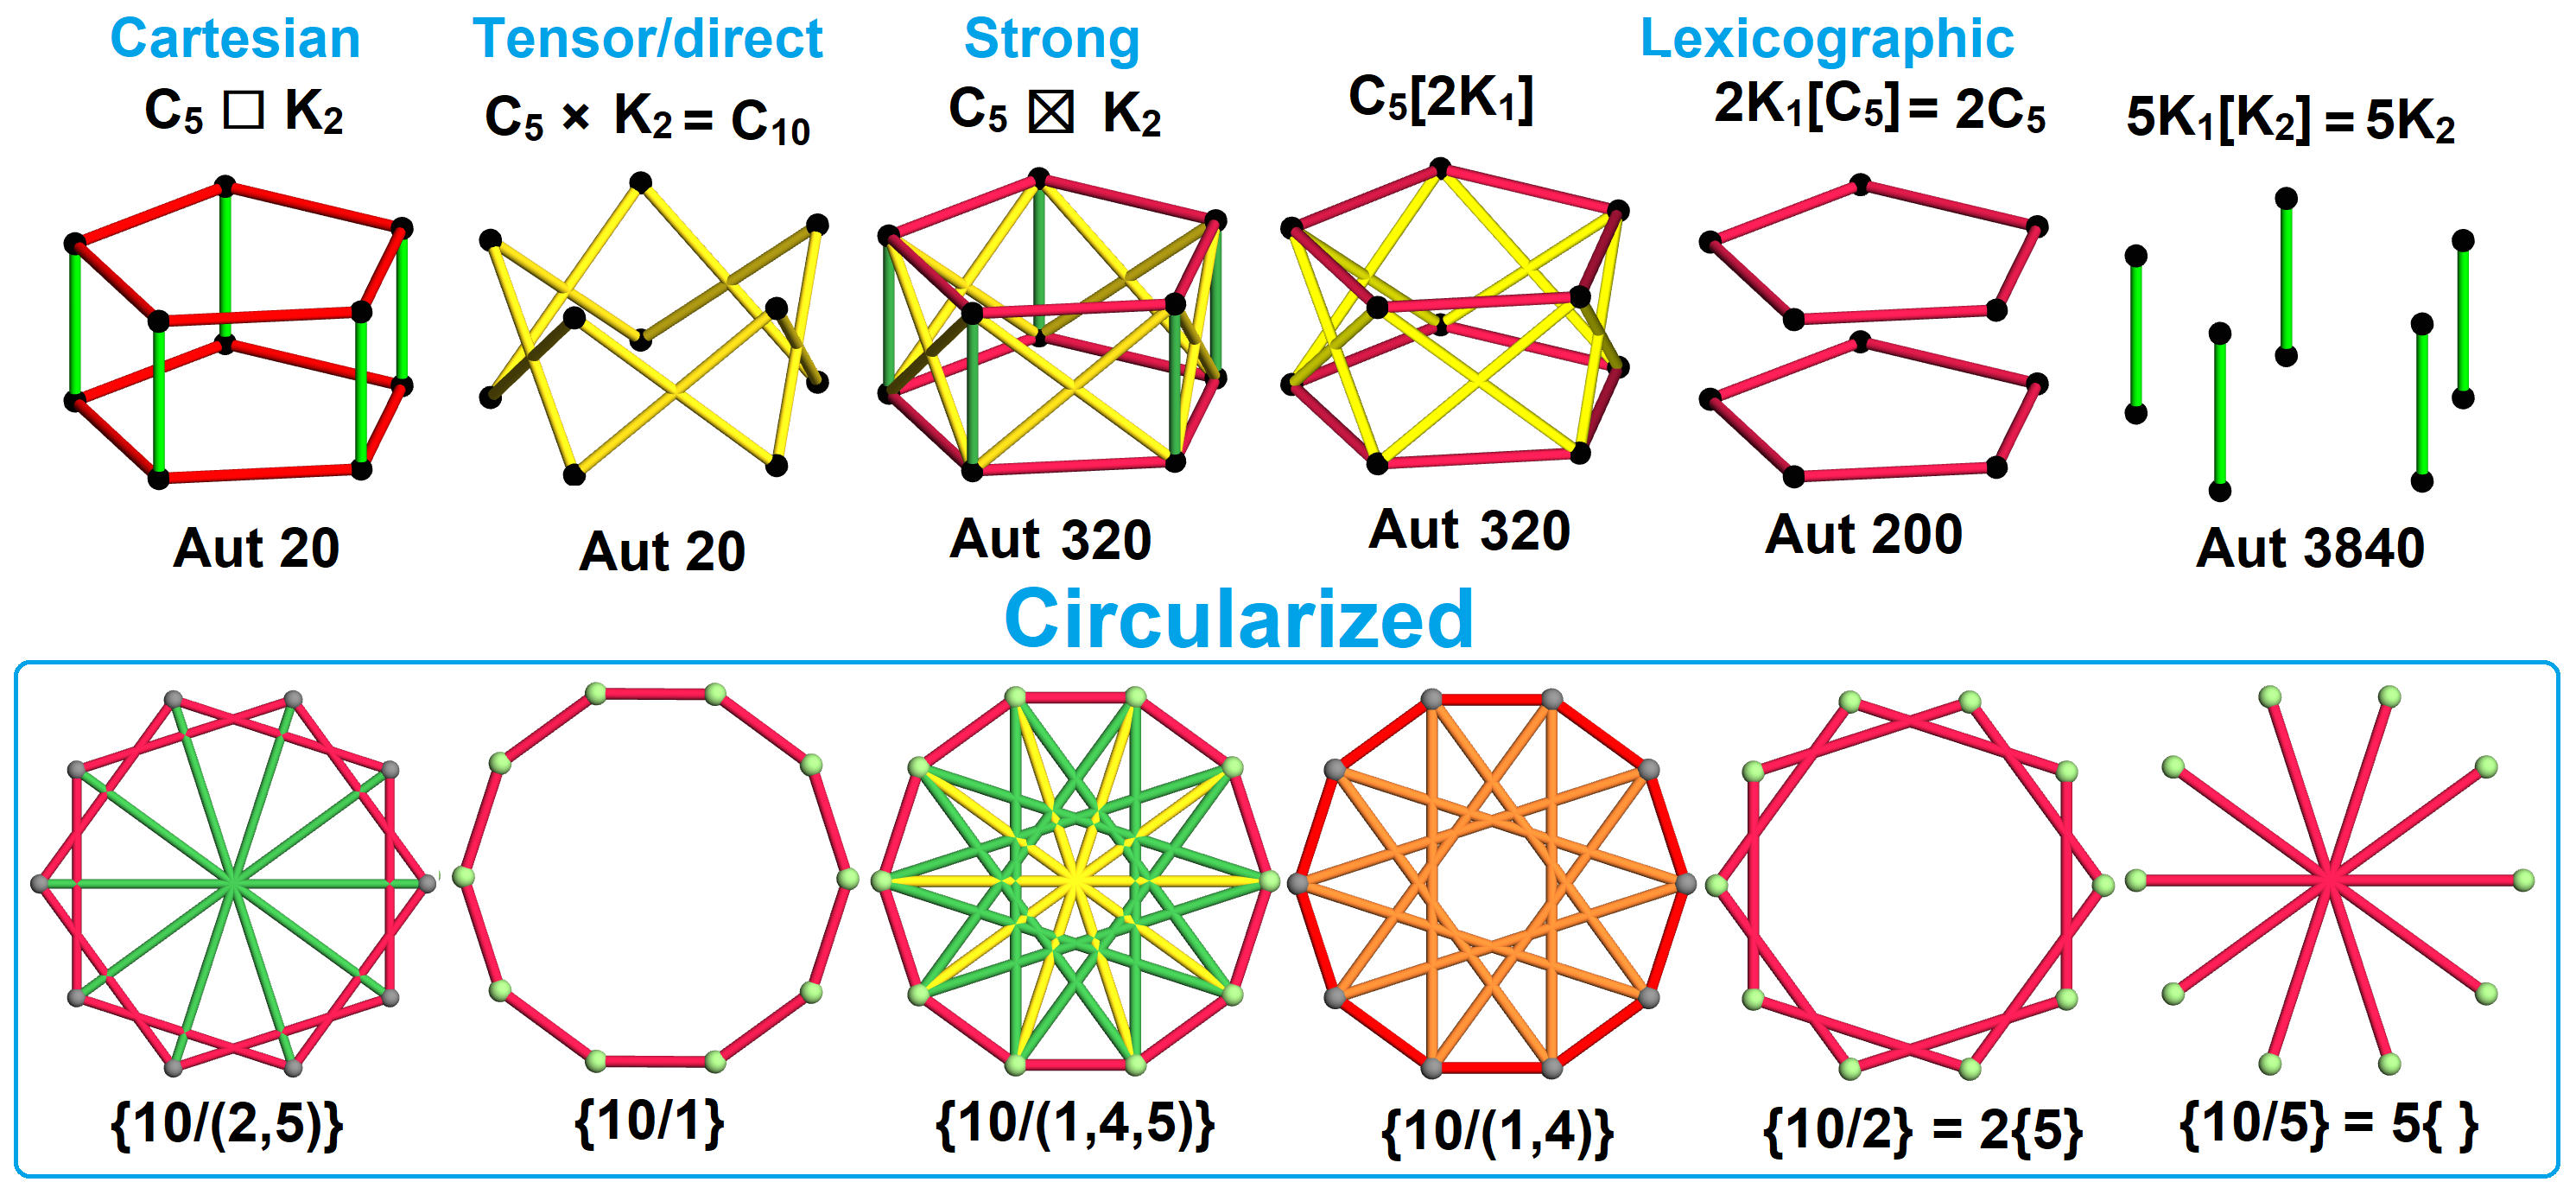 Cartesian Tensor/direct Strong Lexicographic
C₅ □ K₂ C₅ × K₂ = C₁₀ C₅ ⊠ K₂ C₅[2K₁] 2K₁[C₅] = 2C₅ 5K₁[K₂] = 5K₂
Aut 20 Aut 20 Aut 320 Aut 320 Aut 200 Aut 3840
Circularized
{10/(2,5)} {10/1} {10/(1,4,5)} {10/(1,4)} {10/2} = 2{5} {10/5} = 5{ }